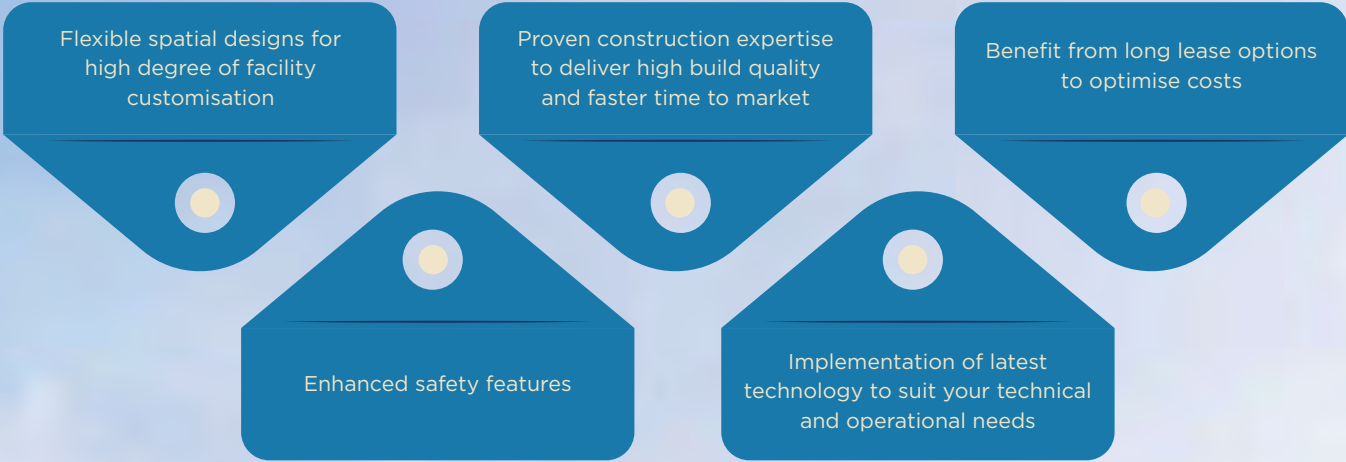 Flexible spatial designs for
high degree of facility
customisation
Proven construction expertise
to deliver high build quality
and faster time to market
Benefit from long lease options
to optimise costs
Enhanced safety features
Implementation of latest
technology to suit your technical
and operational needs